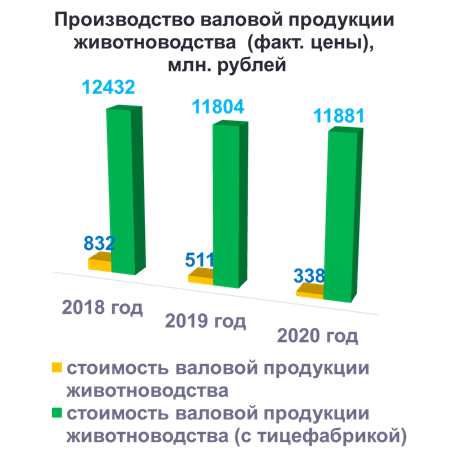 Производство валовой продукции
животноводства (факт. цены),
млн. рублей
12432
11804
11881
832
511
338
2018 год
2019 год
2020 год
стоимость валовой продукции
животноводства
стоимость валовой продукции
животноводства (с тицефабрикой)